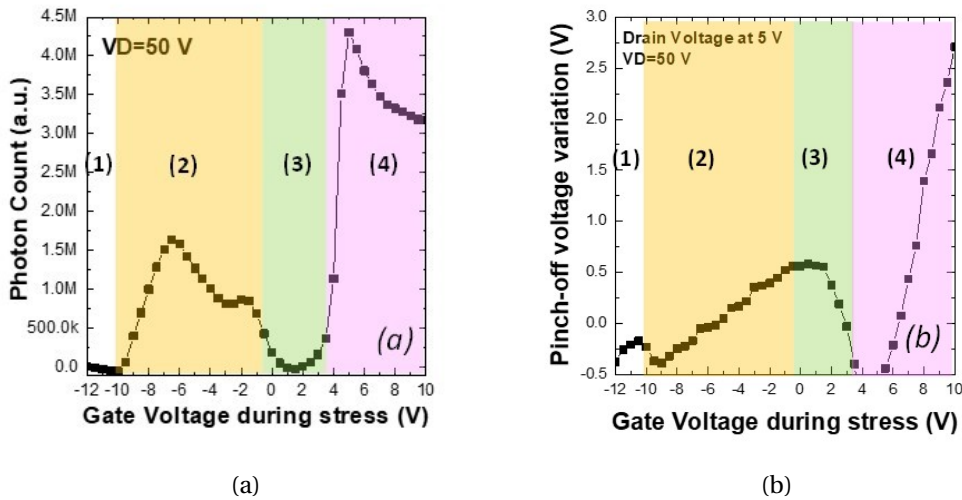 4.5M
4.0M
3.5M
3.0M
2.5M
2.0M
1.5M
1.0M
500.0k
0.0
Photon Count (a.u.)
VD=50 V
(1)
(2)
(3)
(4)
(a)
-12 -10 -8 -6 -4 -2 0 2 4 6 8 10
Gate Voltage during stress (V)
(a)
3.0
2.5
2.0
1.5
1.0
0.5
0.0
-0.5
Pinch-off voltage variation (V)
Drain Voltage at 5 V
VD=50 V
(1)
(2)
(3)
(4)
(b)
-12 -10 -8 -6 -4 -2 0 2 4 6 8 10
Gate Voltage during stress (V)
(b)